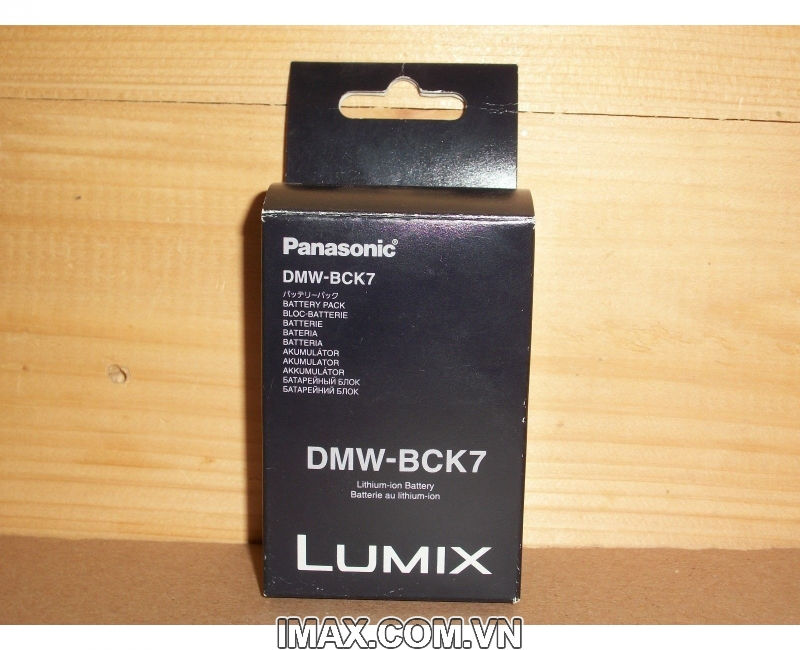 Panasonic®
DMW-BCK7
バッテリーパック
BATTERY PACK
BLOC-BATTERIE
BATTERIE
BATERIA
BATTERIA
AKUMULÁTOR
AKUMULATOR
AKKUMULÁTOR
БАТАРЕЙНЫЙ БЛОК
БАТАРЕЙНИЙ БЛОК
DMW-BCK7
Lithium-ion Battery
Batterie au lithium-ion
LUMIX
IMAX.COM.VN